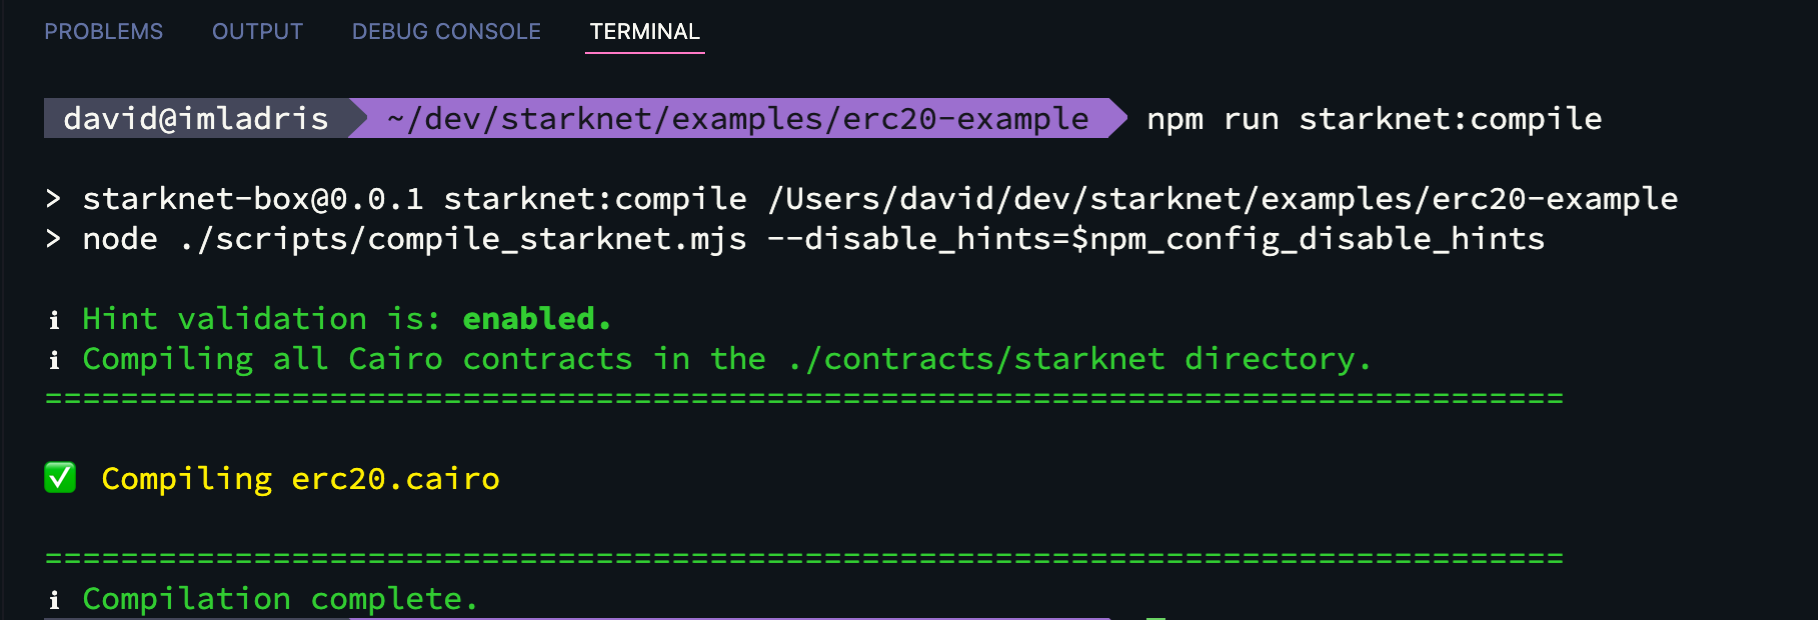 PROBLEMS OUTPUT DEBUG CONSOLE TERMINAL
david@imladris ~/dev/starknet/examples/erc20-example npm run starknet:compile
> starknet-box@0.0.1 starknet:compile /Users/david/dev/starknet/examples/erc20-example
> node ./scripts/compile_starknet.mjs --disable_hints=$npm_config_disable_hints
ℹ Hint validation is: enabled.
ℹ Compiling all Cairo contracts in the ./contracts/starknet directory.
================================================================================
✅ Compiling erc20.cairo
================================================================================
ℹ Compilation complete.